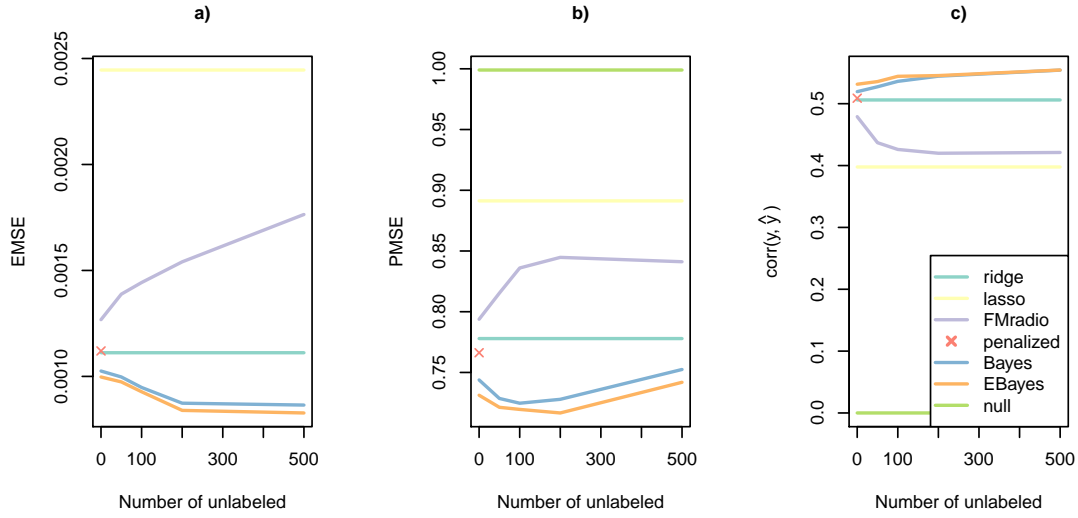 a)
EMSE
0.0025
0.0020
0.0015
0.0010
0 100 300 500
Number of unlabeled
b)
PMSE
1.00
0.95
0.90
0.85
0.80
0.75
0 100 300 500
Number of unlabeled
c)
corr(y, ŷ)
0.5
0.4
0.3
0.2
0.1
0.0
0 100 300 500
Number of unlabeled
ridge
lasso
FMradio
penalized
Bayes
EBayes
null